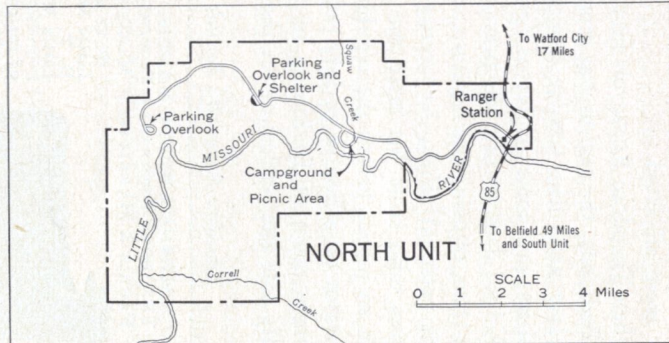 To Watford City
17 Miles
Squaw
Creek
Parking
Overlook and
Shelter
Ranger
Station
Parking
Overlook
MISSOURI
Campground
and
Picnic Area
RIVER
85
LITTLE
To Belfield 49 Miles
and South Unit
NORTH UNIT
Correll
Creek
SCALE
0 1 2 3 4 Miles